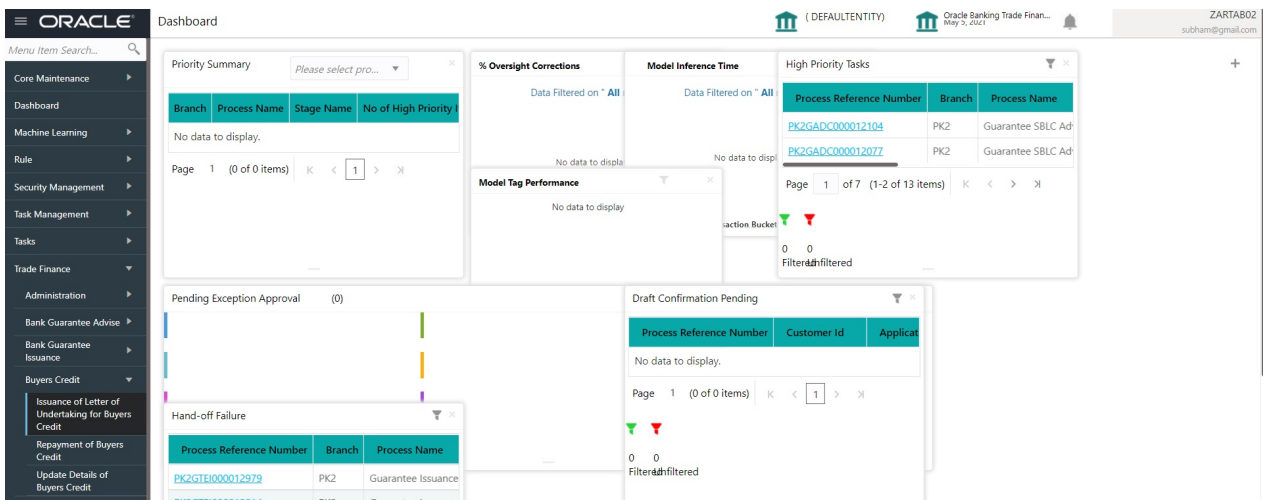 ORACLE
Dashboard
( DEFAULTENTITY)
Oracle Banking Trade Finan...
May 5, 2021
ZARTAB02
subham@gmail.com
Menu Item Search...
Core Maintenance
Dashboard
Machine Learning
Rule
Security Management
Task Management
Tasks
Trade Finance
Administration
Bank Guarantee Advise
Bank Guarantee
Issuance
Buyers Credit
Issuance of Letter of
Undertaking for Buyers
Credit
Repayment of Buyers
Credit
Update Details of
Buyers Credit
Priority Summary
Please select pro...
Branch Process Name Stage Name No of High Priority
No data to display.
Page 1 (0 of 0 items) 1
% Oversight Corrections
Data Filtered on " All
No data to displa
Model Inference Time
Data Filtered on " All
No data to displ
Model Tag Performance
No data to display
saction Bucket
High Priority Tasks
Process Reference Number Branch Process Name
PK2GADC000012104 PK2 Guarantee SBLC Ad
PK2GADC000012077 PK2 Guarantee SBLC Ad
Page 1 of 7 (1-2 of 13 items)
0 0
Filtered Unfiltered
Pending Exception Approval (0)
Draft Confirmation Pending
Process Reference Number Customer Id Applicat
No data to display.
Page 1 (0 of 0 items) 1
0 0
Filtered Unfiltered
Hand-off Failure
Process Reference Number Branch Process Name
PK2GTEI000012979 PK2 Guarantee Issuance